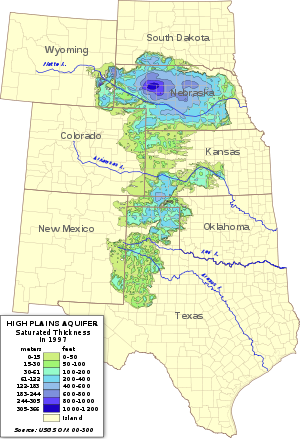 South Dakota
Wyoming
Platte R.
Nebraska
Colorado
Kansas
Arkansas R.
New Mexico
Oklahoma
Red R.
Texas
HIGH PLAINS AQUIFER
Saturated Thickness
in 1997
meters feet
0-15 0-50
15-30 50-100
30-61 100-200
61-122 200-400
122-183 400-600
183-244 600-800
244-305 800-1000
305-366 1000-1200
Island
Source: USGS OFR 00-300